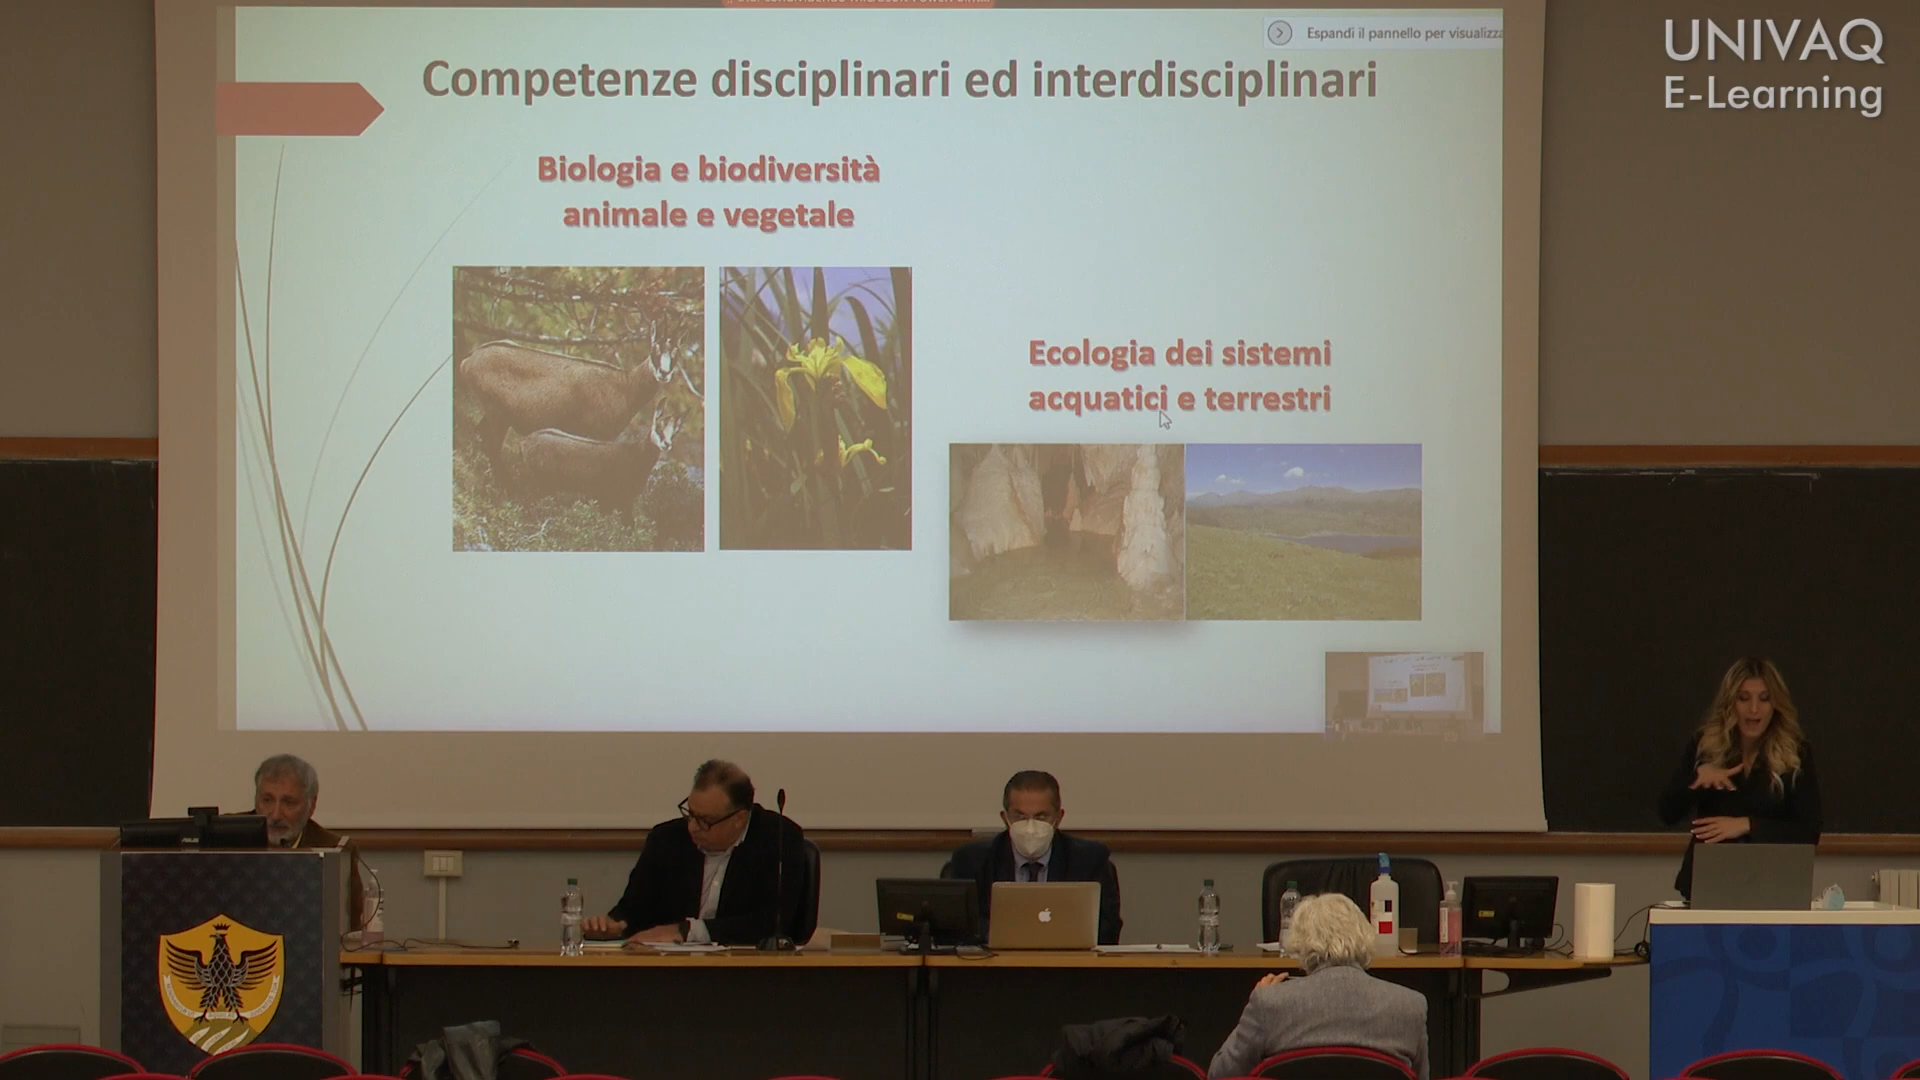 Espandi il pannello per visualizza
UNIVAQ
E-Learning
Competenze disciplinari ed interdisciplinari
Biologia e biodiversità
animale e vegetale
Ecologia dei sistemi
acquatici e terrestri